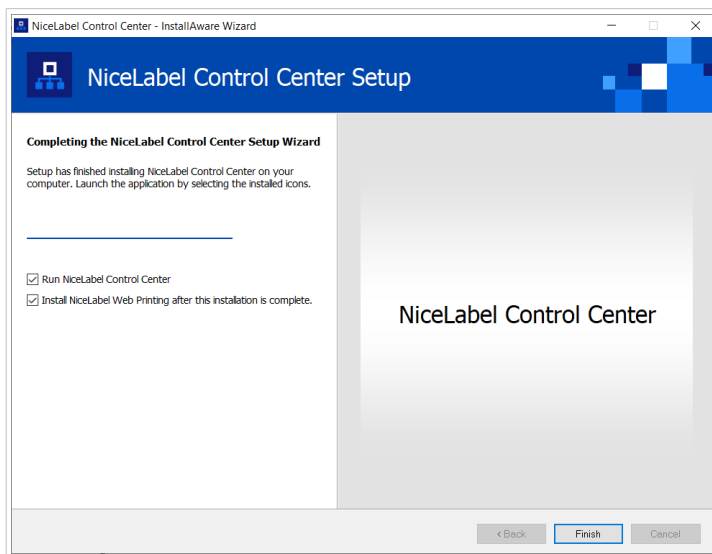 NiceLabel Control Center - InstallAware Wizard
NiceLabel Control Center Setup
Completing the NiceLabel Control Center Setup Wizard
Setup has finished installing NiceLabel Control Center on your
computer. Launch the application by selecting the installed icons.
Run NiceLabel Control Center
Install NiceLabel Web Printing after this installation is complete.
NiceLabel Control Center
< Back
Finish
Cancel